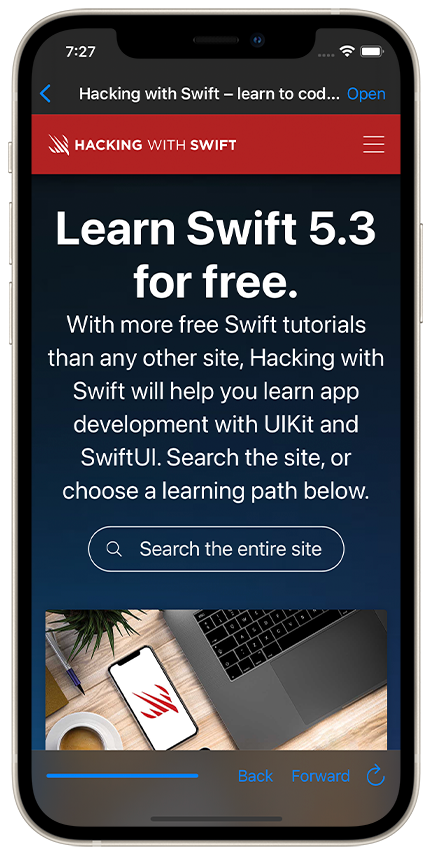 7:27
Hacking with Swift – learn to cod... Open
HACKING WITH SWIFT
Learn Swift 5.3
for free.
With more free Swift tutorials
than any other site, Hacking with
Swift will help you learn app
development with UIKit and
SwiftUI. Search the site, or
choose a learning path below.
Search the entire site
Back Forward